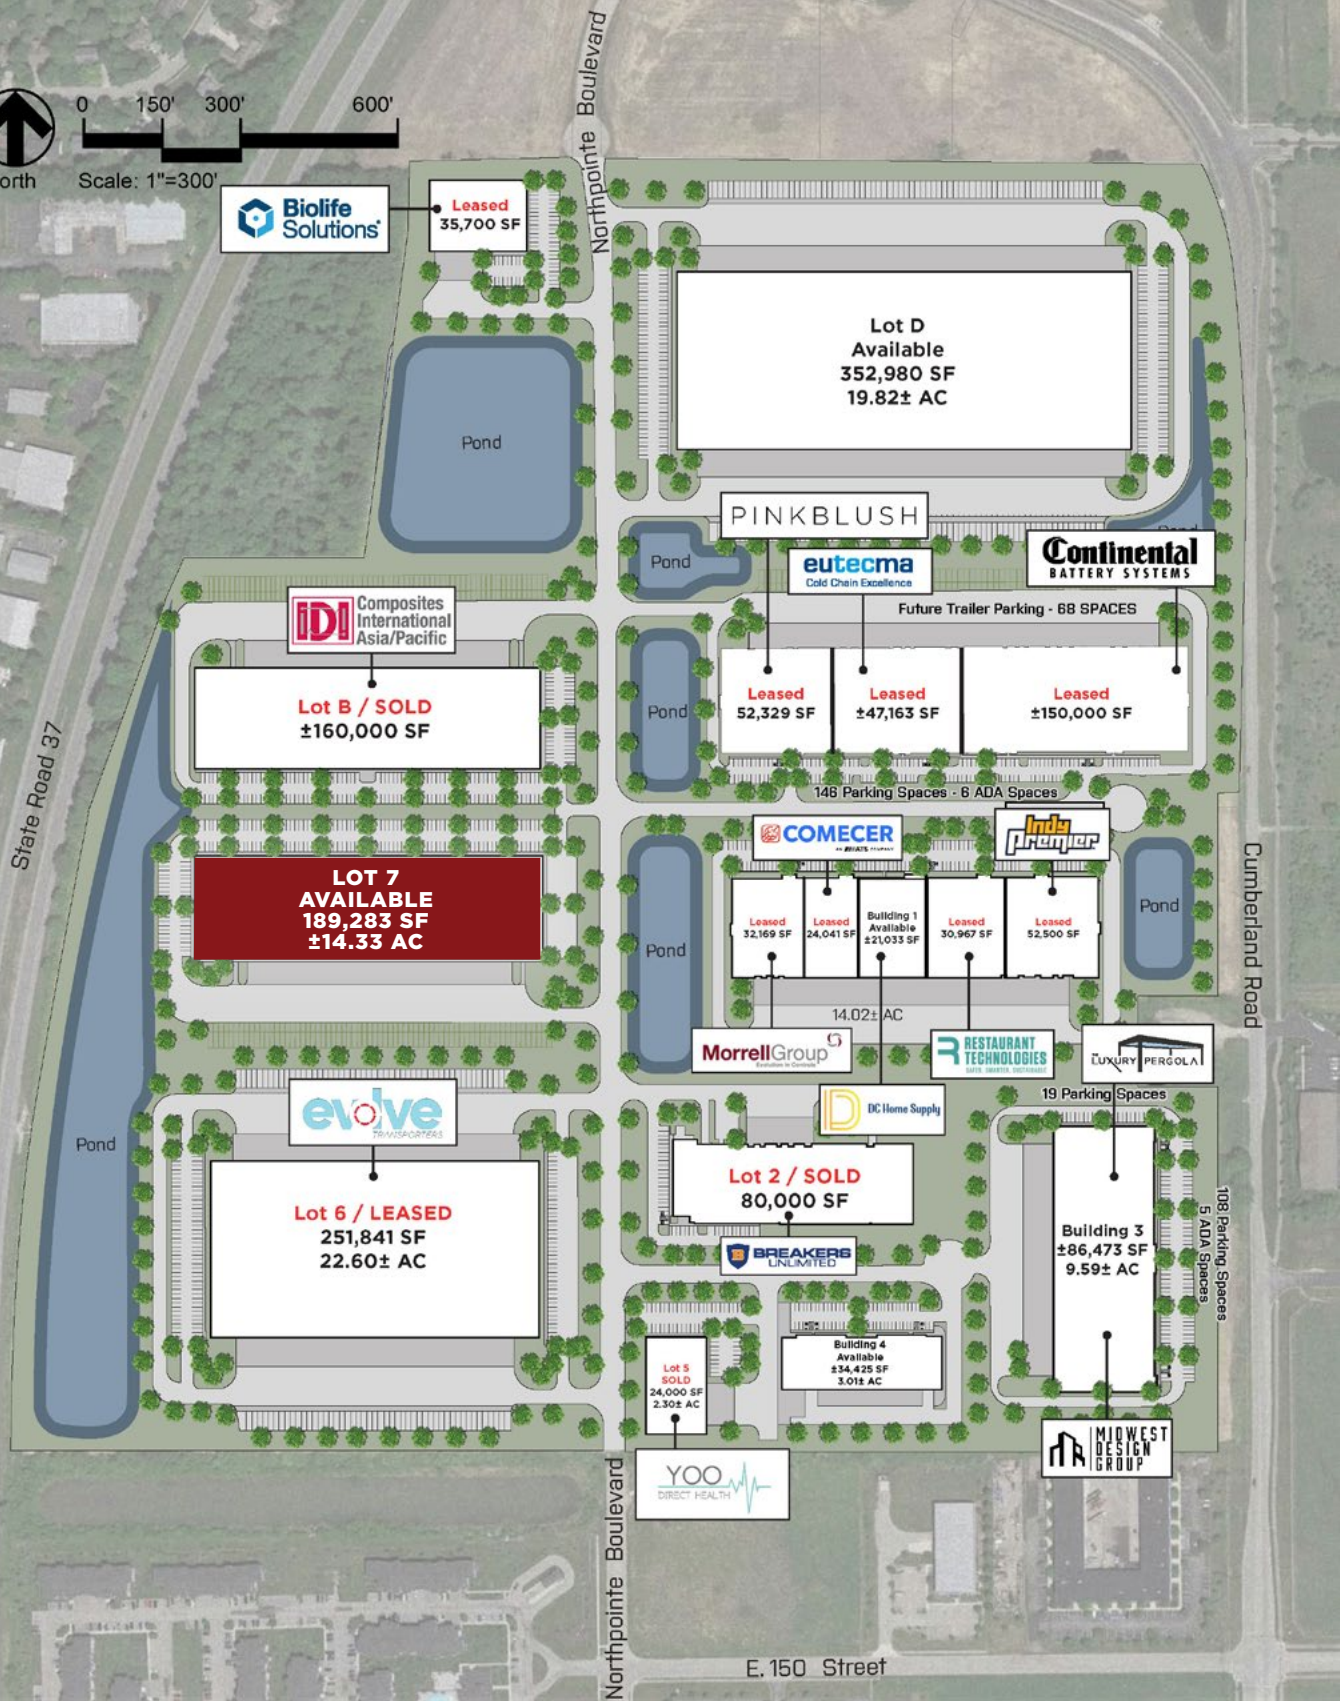 Northpointe Boulevard
0 150' 300' 600'
orth
Scale: 1"=300'
Biolife
Solutions
Leased
35,700 SF
Lot D
Available
352,980 SF
19.82± AC
Pond
PINKBLUSH
Pond
eutecma
Cold Chain Excellence
Pond
Continental
BATTERY SYSTEMS
Future Trailer Parking - 68 SPACES
IDI
Composites
International
Asia/Pacific
Lot B / SOLD
±160,000 SF
Pond
Leased
52,329 SF
Leased
±47,163 SF
Leased
±150,000 SF
State Road 37
146 Parking Spaces - 6 ADA Spaces
COMECER
Indy
Premier
LOT 7
AVAILABLE
189,283 SF
±14.33 AC
Pond
Leased
32,169 SF
Leased
24,041 SF
Building 1
Available
±21,033 SF
Leased
30,967 SF
Leased
52,500 SF
Pond
Cumberland Road
14.02± AC
MorrellGroup
Evolution in Controls
RESTAURANT
TECHNOLOGIES
SAFER. SMARTER. SUSTAINABLE
LUXURY PERGOLA
DC Home Supply
19 Parking Spaces
evolve
TRANSPORTERS
Pond
Lot 6 / LEASED
251,841 SF
22.60± AC
Lot 2 / SOLD
80,000 SF
BREAKERS
UNLIMITED
Building 3
±86,473 SF
9.59± AC
108 Parking Spaces
5 ADA Spaces
Lot 5
SOLD
24,000 SF
2.30± AC
Building 4
Available
±34,425 SF
3.01± AC
MIDWEST
DESIGN
GROUP
YOO
DIRECT HEALTH
Northpointe Boulevard
E. 150 Street